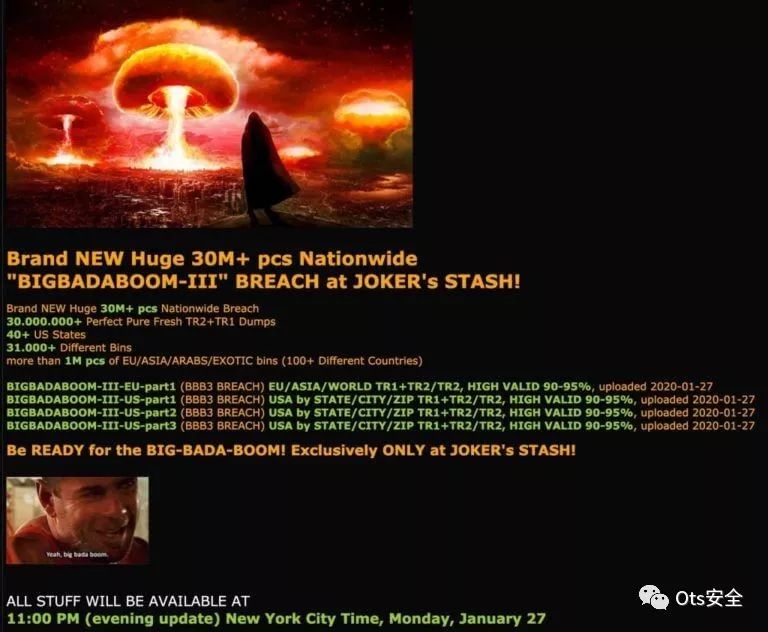 Brand NEW Huge 30M+ pcs Nationwide
"BIGBADABOOM-III" BREACH at JOKER's STASH!
Brand NEW Huge 30M+ pcs Nationwide Breach
30.000.000+ Perfect Pure Fresh TR2+TR1 Dumps
40+ US States
31.000+ Different Bins
more than 1M pcs of EU/ASIA/ARABS/EXOTIC bins (100+ Different Countries)
BIGBADABOOM-III-EU-part1 (BBB3 BREACH) EU/ASIA/WORLD TR1+TR2/TR2, HIGH VALID 90-95%, uploaded 2020-01-27
BIGBADABOOM-III-US-part1 (BBB3 BREACH) USA by STATE/CITY/ZIP TR1+TR2/TR2, HIGH VALID 90-95%, uploaded 2020-01-27
BIGBADABOOM-III-US-part2 (BBB3 BREACH) USA by STATE/CITY/ZIP TR1+TR2/TR2, HIGH VALID 90-95%, uploaded 2020-01-27
BIGBADABOOM-III-US-part3 (BBB3 BREACH) USA by STATE/CITY/ZIP TR1+TR2/TR2, HIGH VALID 90-95%, uploaded 2020-01-27
Be READY for the BIG-BADA-BOOM! Exclusively ONLY at JOKER's STASH!
Yeah, big bada boom.
ALL STUFF WILL BE AVAILABLE AT
11:00 PM (evening update) New York City Time, Monday, January 27
Ots安全